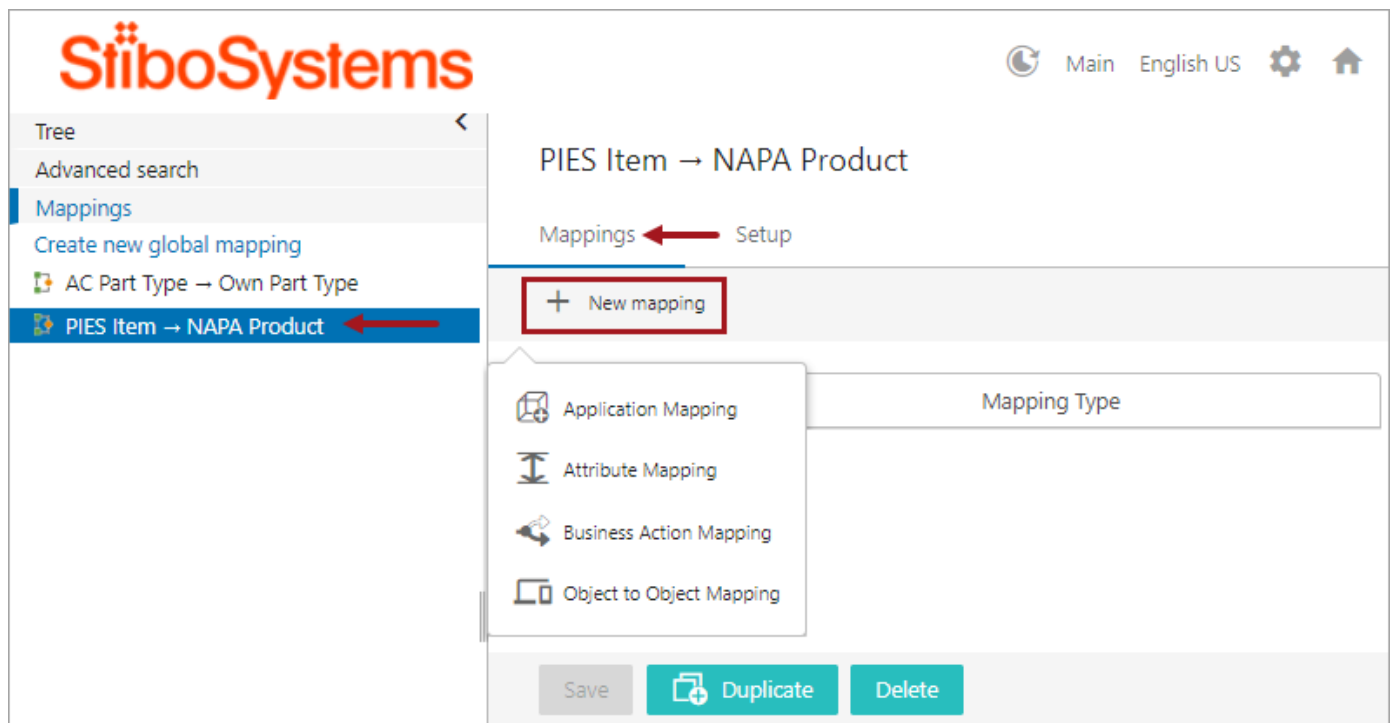 StiboSystems
Main English US
Tree
Advanced search
Mappings
Create new global mapping
AC Part Type → Own Part Type
PIES Item → NAPA Product
PIES Item → NAPA Product
Mappings Setup
+ New mapping
Application Mapping
Attribute Mapping
Business Action Mapping
Object to Object Mapping
Mapping Type
Save Duplicate Delete